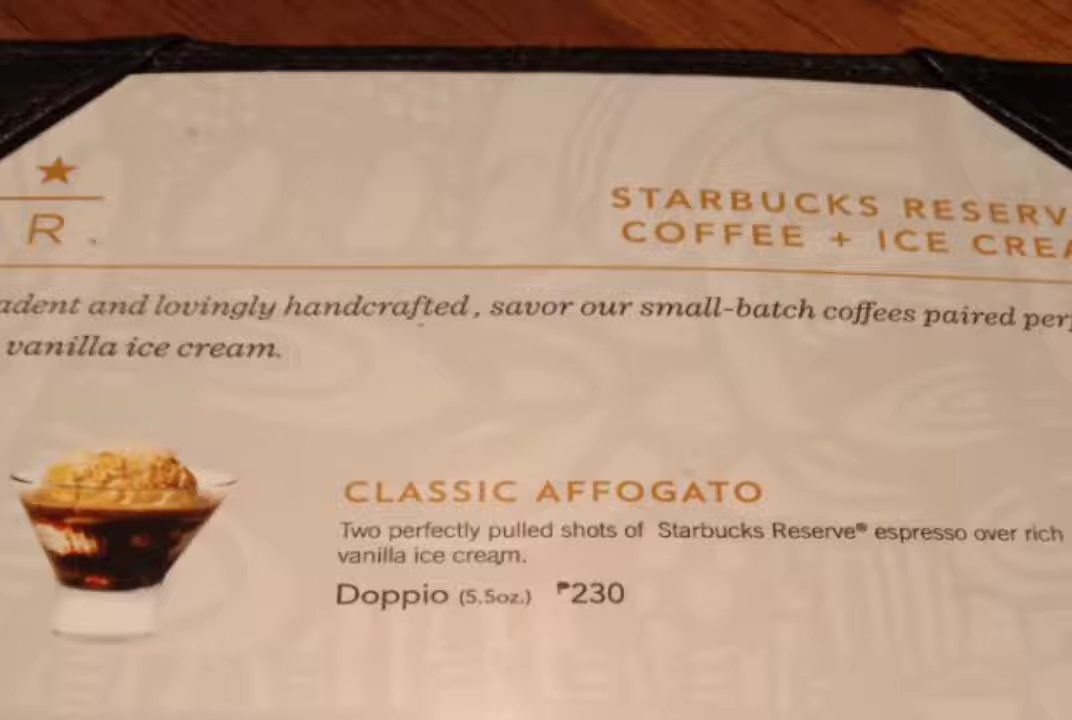 R
STARBUCKS RESERV
COFFEE + ICE CREA
adent and lovingly handcrafted, savor our small-batch coffees paired per
vanilla ice cream.
CLASSIC AFFOGATO
Two perfectly pulled shots of Starbucks Reserve® espresso over rich
vanilla ice cream.
Doppio (5.5oz.) ₱230